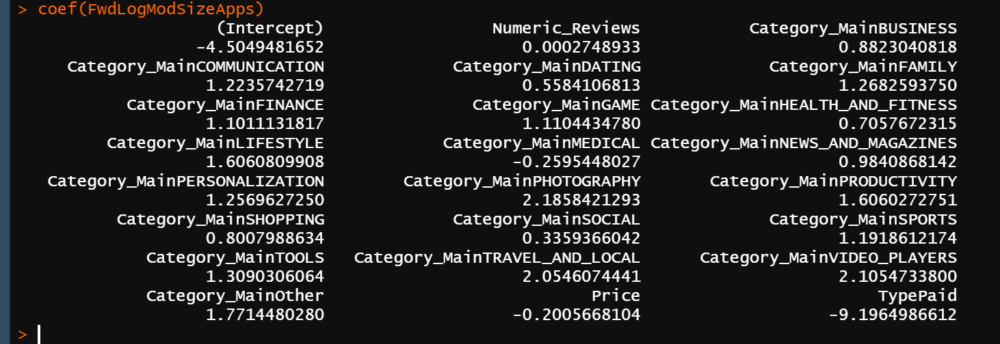 > coef(FwdLogModSizeApps)
(Intercept) Numeric_Reviews Category_MainBUSINESS
-4.5049481652 0.0002748933 0.8823040818
Category_MainCOMMUNICATION Category_MainDATING Category_MainFAMILY
1.2235742719 0.5584106813 1.2682593750
Category_MainFINANCE Category_MainGAME Category_MainHEALTH_AND_FITNESS
1.1011131817 1.1104434780 0.7057672315
Category_MainLIFESTYLE Category_MainMEDICAL Category_MainNEWS_AND_MAGAZINES
1.6060809908 -0.2595448027 0.9840868142
Category_MainPERSONALIZATION Category_MainPHOTOGRAPHY Category_MainPRODUCTIVITY
1.2569627250 2.1858421293 1.6060272751
Category_MainSHOPPING Category_MainSOCIAL Category_MainSPORTS
0.8007988634 0.3359366042 1.1918612174
Category_MainTOOLS Category_MainTRAVEL_AND_LOCAL Category_MainVIDEO_PLAYERS
1.3090306064 2.0546074441 2.1054733800
Category_MainOther Price TypePaid
1.7714480280 -0.2005668104 -9.1964986612
>